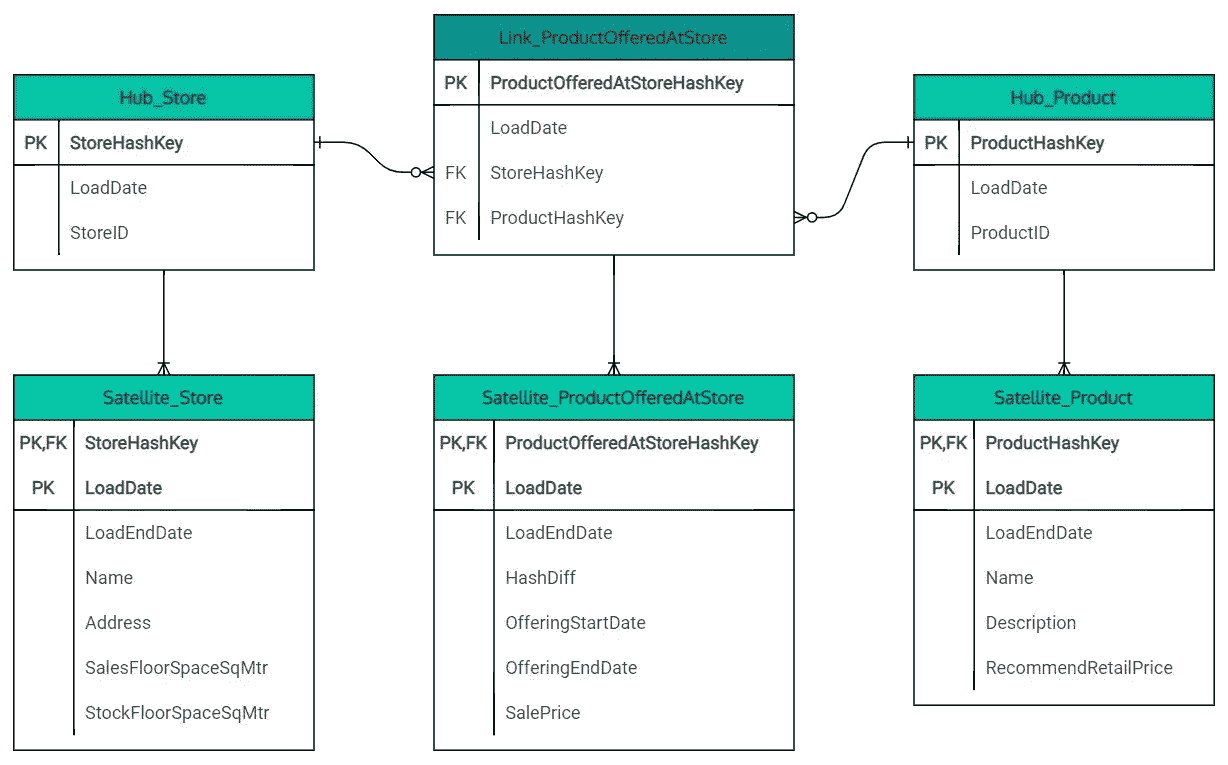 Link_ProductOfferedAtStore
PK ProductOfferedAtStoreHashKey
LoadDate
FK StoreHashKey
FK ProductHashKey
Hub_Store
PK StoreHashKey
LoadDate
StoreID
Hub_Product
PK ProductHashKey
LoadDate
ProductID
Satellite_Store
PK,FK StoreHashKey
PK LoadDate
LoadEndDate
Name
Address
SalesFloorSpaceSqMtr
StockFloorSpaceSqMtr
Satellite_ProductOfferedAtStore
PK,FK ProductOfferedAtStoreHashKey
PK LoadDate
LoadEndDate
HashDiff
OfferingStartDate
OfferingEndDate
SalePrice
Satellite_Product
PK,FK ProductHashKey
PK LoadDate
LoadEndDate
Name
Description
RecommendRetailPrice